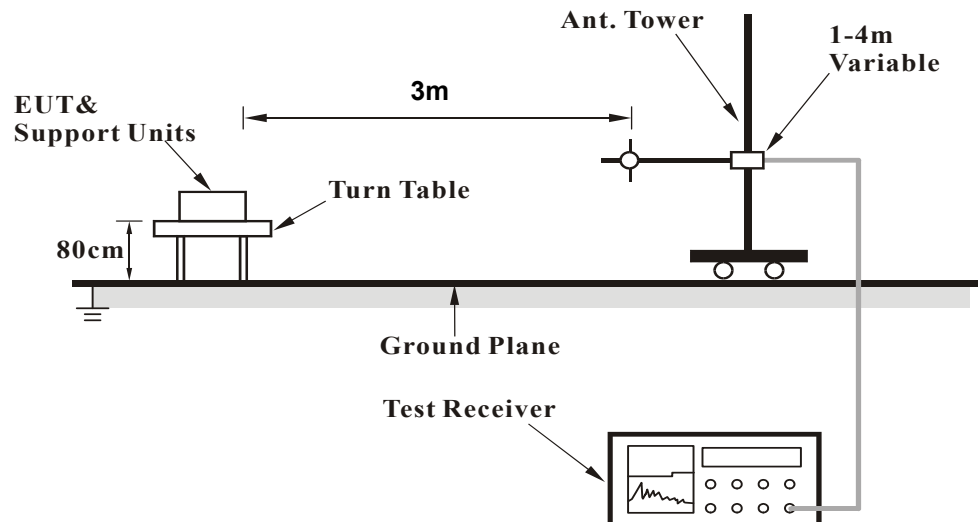 Ant. Tower
1-4m
Variable
3m
EUT&
Support Units
Turn Table
80cm
Ground Plane
Test Receiver